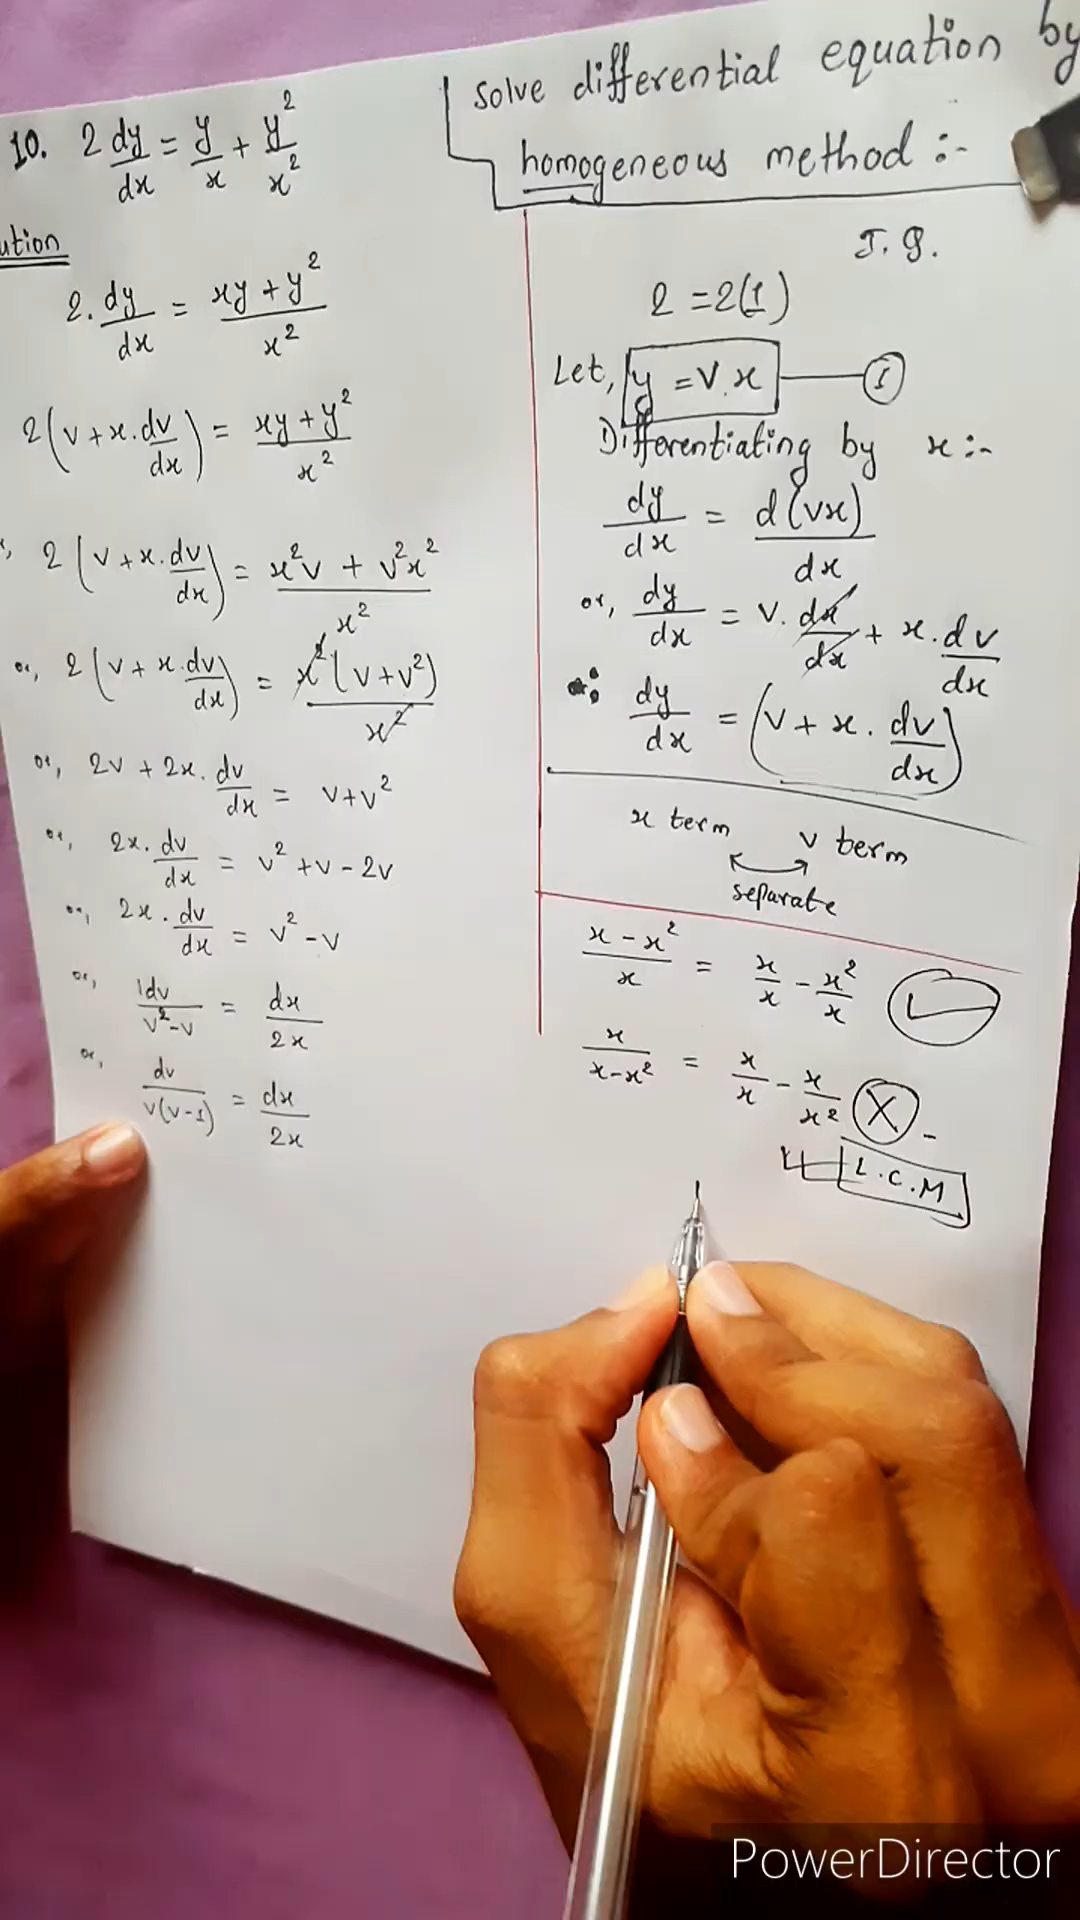 solve differential equation by
homogeneous method :-
10. 2 dy/dx = y/x + y²/x²
ution
2. dy/dx = xy + y²/x²
2(v + x. dv/dx) = xy + y²/x²
2(v + x. dv/dx) = x²v + v²x²/x²
or, 2(v + x. dv/dx) = x²(v + v²)/x²
or, 2v + 2x. dv/dx = v + v²
or, 2x. dv/dx = v² + v - 2v
or, 2x. dv/dx = v² - v
or, 1dv/v² - v = dx/2x
or, dv/v(v-1) = dx/2x
2 = 2(1)
Let, y = v.x — (1)
Differentiating by x :-
dy/dx = d(vx)/dx
or, dy/dx = v. dx/dx + x. dv/dx
dy/dx = (v + x. dv/dx)
x term v term
separate
x - x²/x = x/x - x²/x
x/x - x² = x/x - x/x² X
L.C.M
PowerDirector